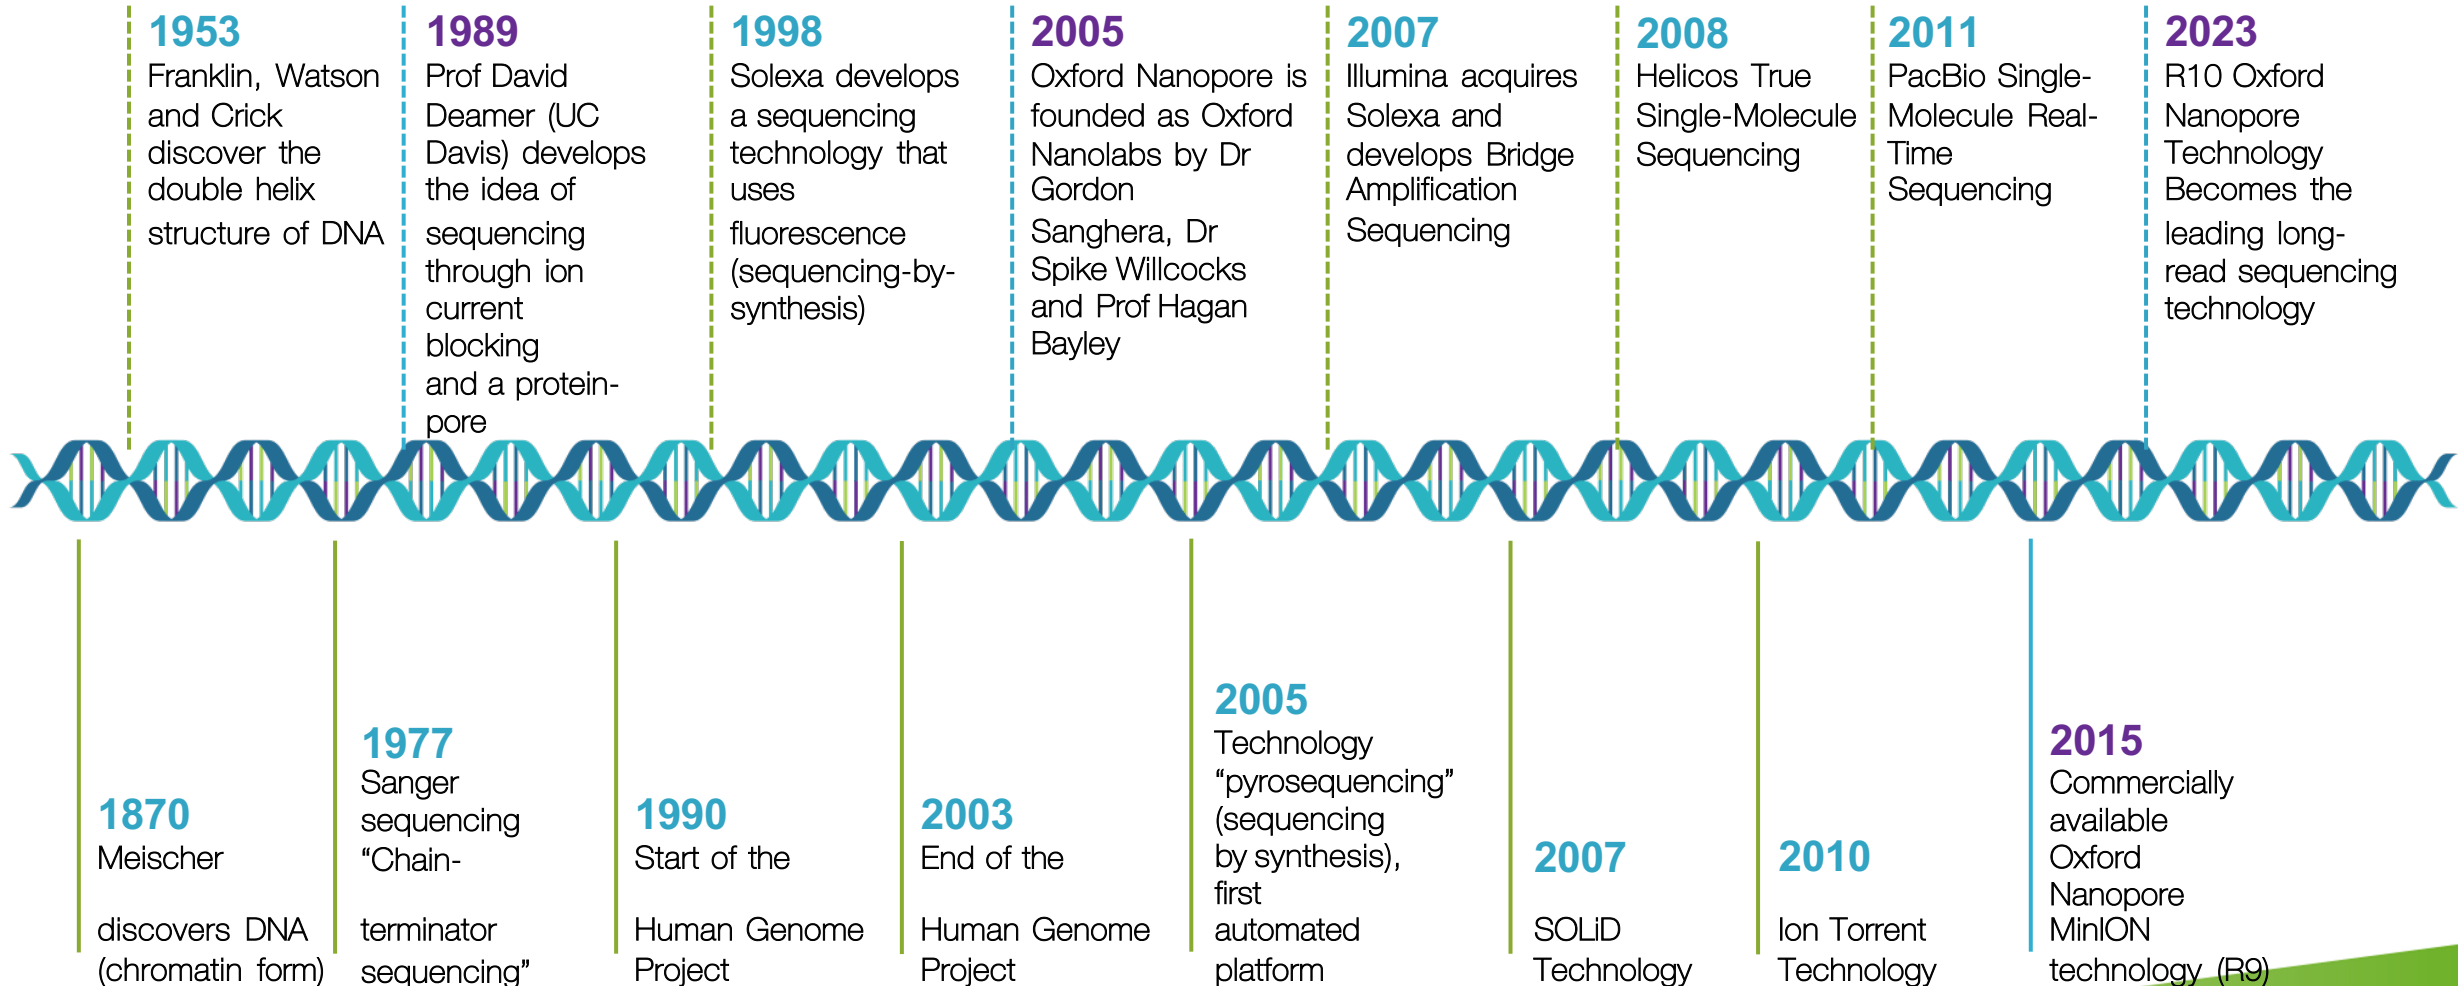 1953
Franklin, Watson
and Crick
discover the
double helix
structure of DNA
1989
Prof David
Deamer (UC
Davis) develops
the idea of
sequencing
through ion
current
blocking
and a protein-
pore
1998
Solexa develops
a sequencing
technology that
uses
fluorescence
(sequencing-by-
synthesis)
2005
Oxford Nanopore is
founded as Oxford
Nanolabs by Dr
Gordon
Sanghera, Dr
Spike Willcocks
and Prof Hagan
Bayley
2007
Illumina acquires
Solexa and
develops Bridge
Amplification
Sequencing
2008
Helicos True
Single-Molecule
Sequencing
2011
PacBio Single-
Molecule Real-
Time
Sequencing
2023
R10 Oxford
Nanopore
Technology
Becomes the
leading long-
read sequencing
technology
1870
Meischer
discovers DNA
(chromatin form)
1977
Sanger
sequencing
“Chain-
terminator
sequencing”
1990
Start of the
Human Genome
Project
2003
End of the
Human Genome
Project
2005
Technology
“pyrosequencing”
(sequencing
by synthesis),
first
automated
platform
2007
SOLiD
Technology
2010
Ion Torrent
Technology
2015
Commercially
available
Oxford
Nanopore
MinION
technology (R9)